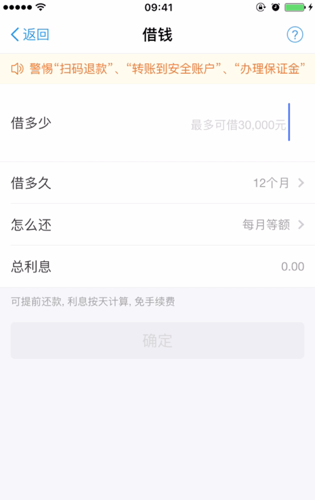 09:41
返回
借钱
?
警惕“扫码退款”、“转账到安全账户”、“办理保证金”
借多少
最多可借30,000元
借多久
12个月
怎么还
每月等额
总利息
0.00
可提前还款, 利息按天计算, 免手续费
确定